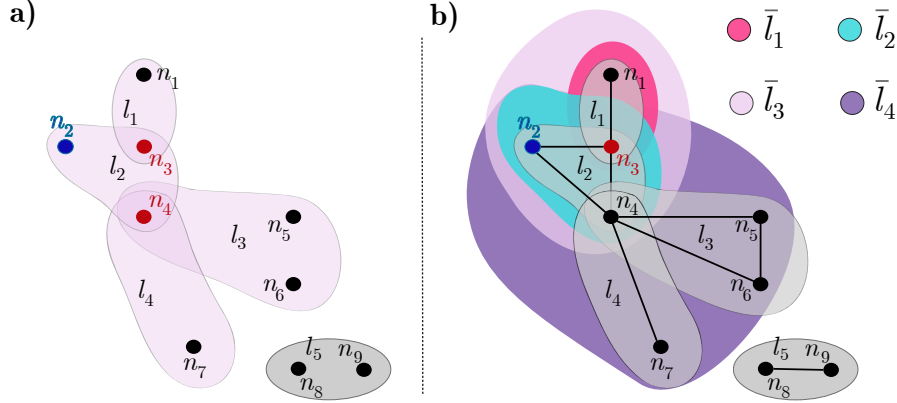 a)
n₁
l₁
n₂
n₃
l₂
n₄
n₅
l₃
n₆
l₄
n₇
l₅
n₉
n₈
b)
l̅₁
l̅₂
l̅₃
l̅₄
n₁
l₁
n₂
n₃
l₂
n₄
n₅
l₃
n₆
l₄
n₇
l₅
n₉
n₈